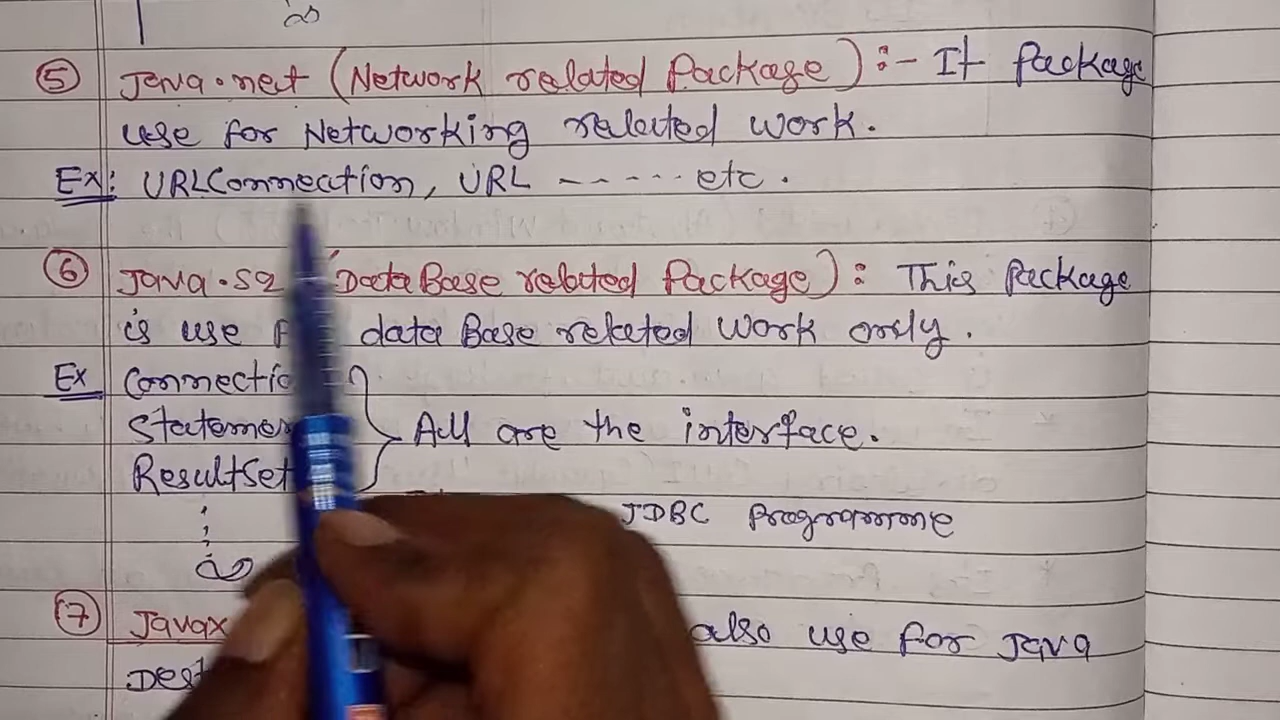 ⑤ Java.net (Network related Package) :- It Package
use for Networking related work.
Ex: URLConnection, URL ------ etc.
⑥ Java.sq (DataBase related Package) : This Package
is use dataBase related work only.
Ex Connectio
Statemen
ResultSet } All are the interface.
JDBC Programme
⑦ Javax also use for Java